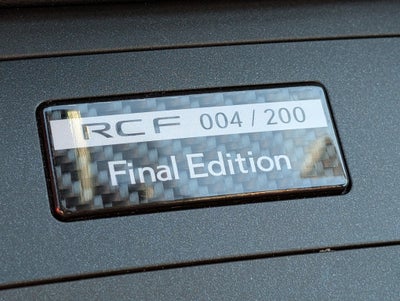 RCF 004 / 200
Final Edition